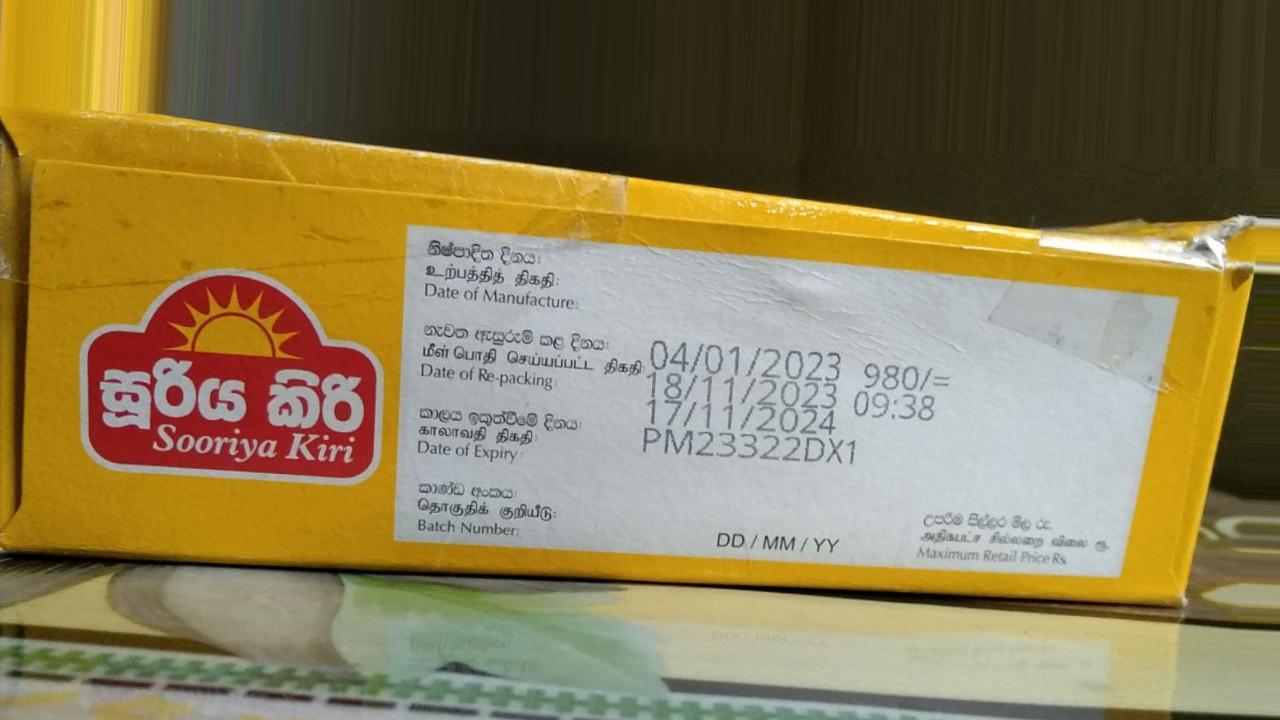 සූරිය කිරි
Sooriya Kiri
නිෂ්පාදිත දිනය:
உற்பத்தித் திகதி:
Date of Manufacture:
නැවත ඇසුරුම් කළ දිනය:
மீள் பொதி செய்யப்பட்ட திகதி:
Date of Re-packing:
කාලය ඉකුත්වීමේ දිනය:
காலாவதி திகதி:
Date of Expiry:
කාණ්ඩ අංකය:
தொகுதிக் குறியீடு:
Batch Number:
04/01/2023 980/=
18/11/2023 09:38
17/11/2024
PM23322DX1
DD / MM / YY
උපරිම සිල්ලර මිල රු.
அதிகபட்ச சில்லறை விலை ரூ.
Maximum Retail Price Rs.